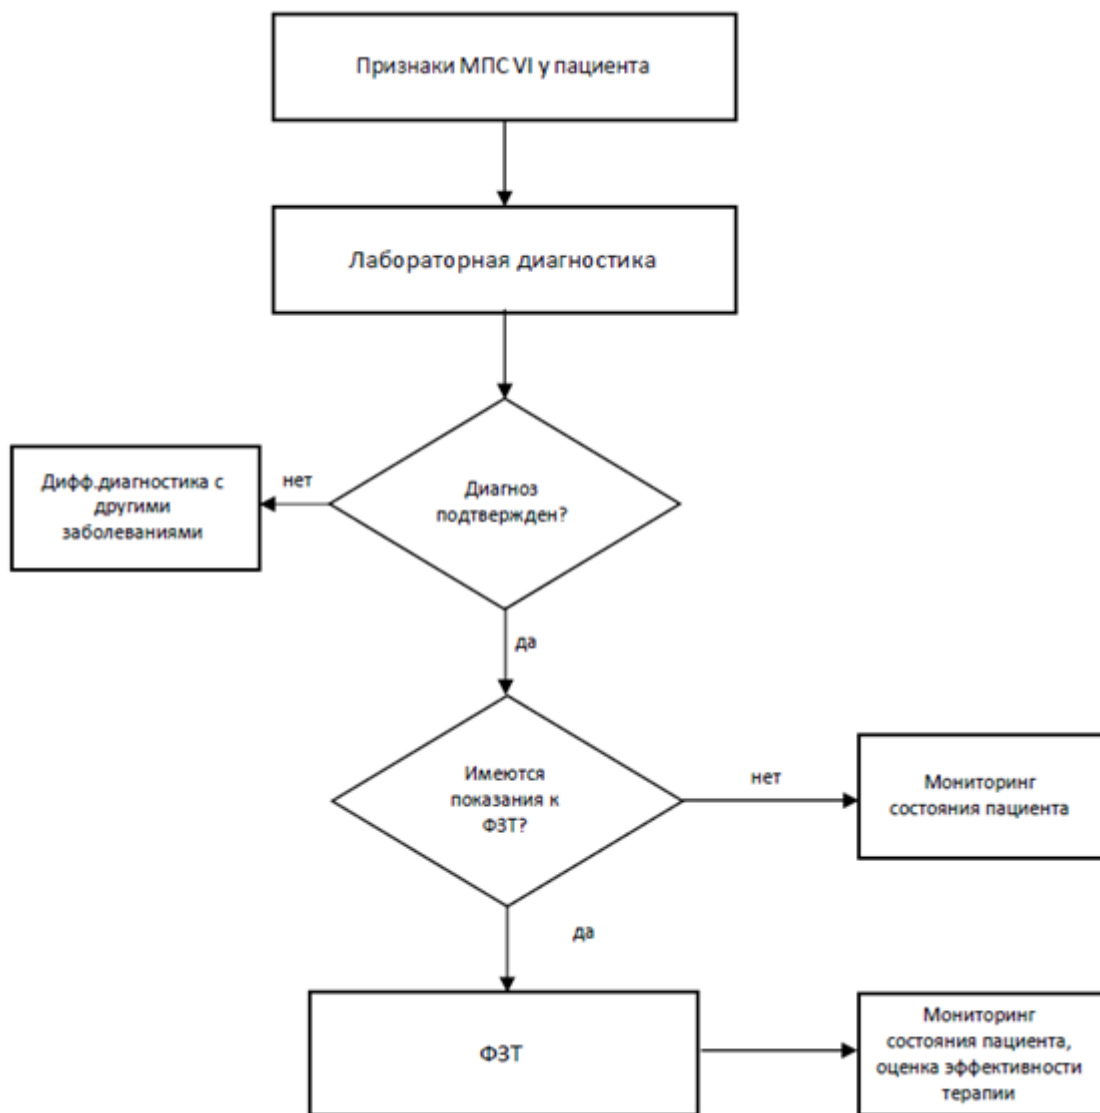 Признаки МПС VI у пациента
Лабораторная диагностика
Диагноз
подтвержден?
нет
Дифф.диагностика с
другими
заболеваниями
да
Имеются
показания к
ФЗТ?
нет
Мониторинг
состояния пациента
да
ФЗТ
Мониторинг
состояния пациента,
оценка эффективности
терапии